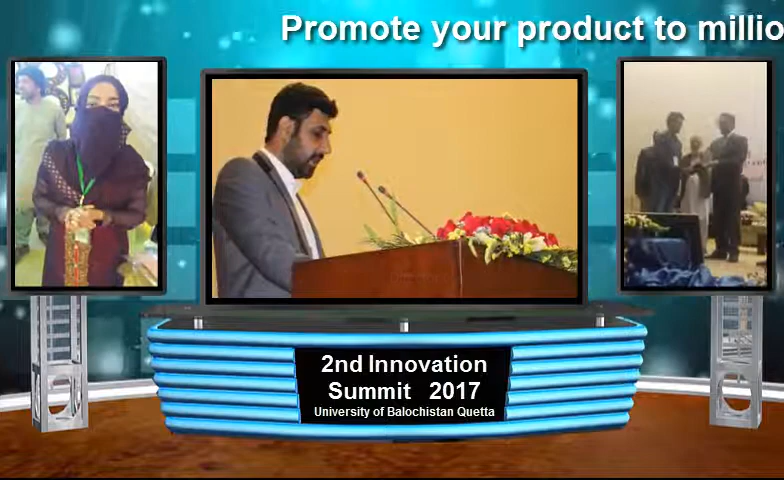 Promote your product to millio
2nd Innovation
Summit 2017
University of Balochistan Quetta